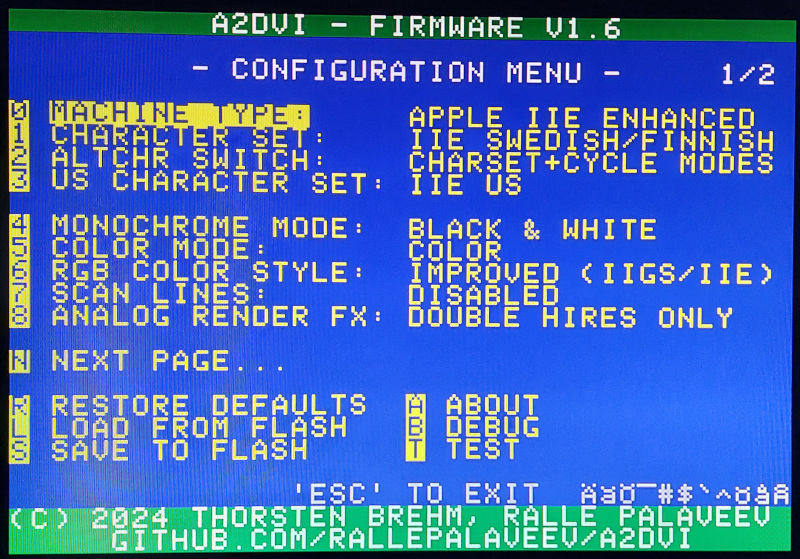 A2DVI - FIRMWARE V1.6
- CONFIGURATION MENU - 1/2
0 MACHINE TYPE: APPLE IIE ENHANCED
1 CHARACTER SET: IIE SWEDISH/FINNISH
2 ALTCHR SWITCH: CHARSET+CYCLE MODES
3 US CHARACTER SET: IIE US
4 MONOCHROME MODE: BLACK & WHITE
5 COLOR MODE: COLOR
6 RGB COLOR STYLE: IMPROVED (IIGS/IIE)
7 SCAN LINES: DISABLED
8 ANALOG RENDER FX: DOUBLE HIRES ONLY
N NEXT PAGE...
R RESTORE DEFAULTS A ABOUT
L LOAD FROM FLASH B DEBUG
S SAVE TO FLASH T TEST
'ESC' TO EXIT
(C) 2024 THORSTEN BREHM, RALLE PALAVEEV
GITHUB.COM/RALLEPALAVEEV/A2DVI